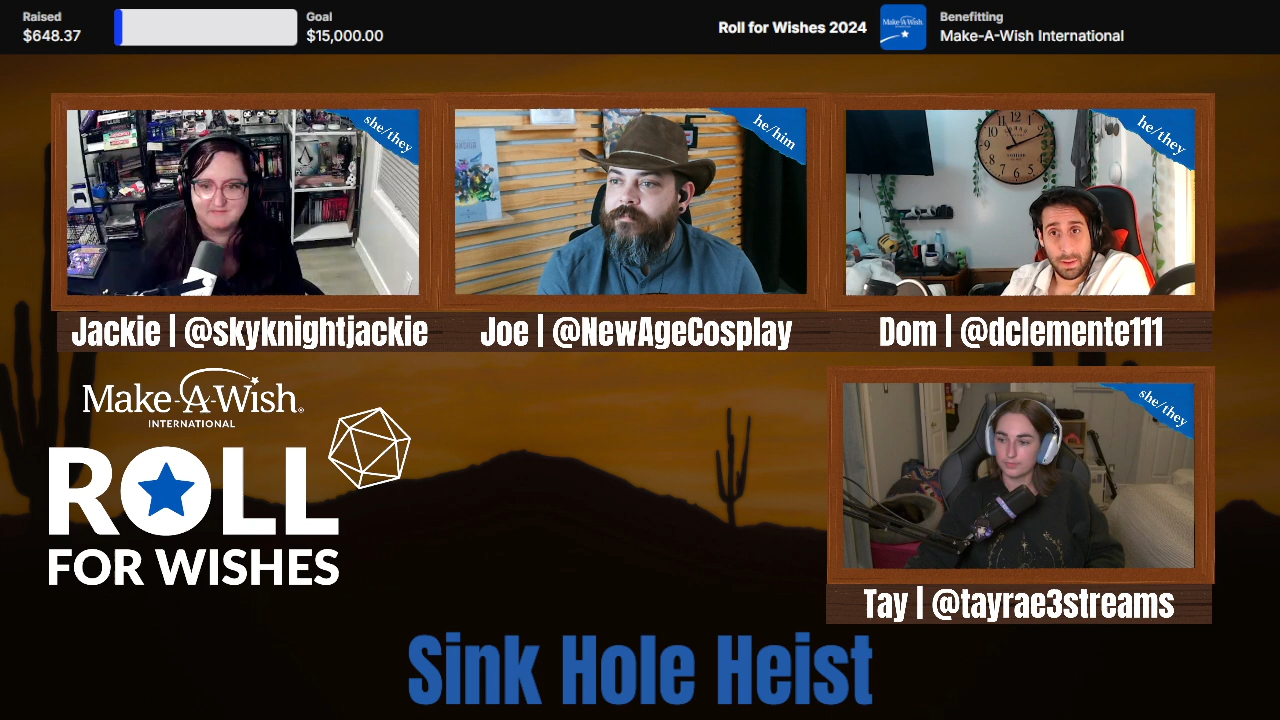 Raised
$648.37
Goal
$15,000.00
Roll for Wishes 2024
Make-A-Wish
Benefitting
Make-A-Wish International
she/they
he/him
he/they
Jackie | @skyknightjackie
Joe | @NewAgeCosplay
Dom | @dclemente111
Make-A-Wish®
INTERNATIONAL
ROLL
FOR WISHES
she/they
Tay | @tayrae3streams
Sink Hole Heist